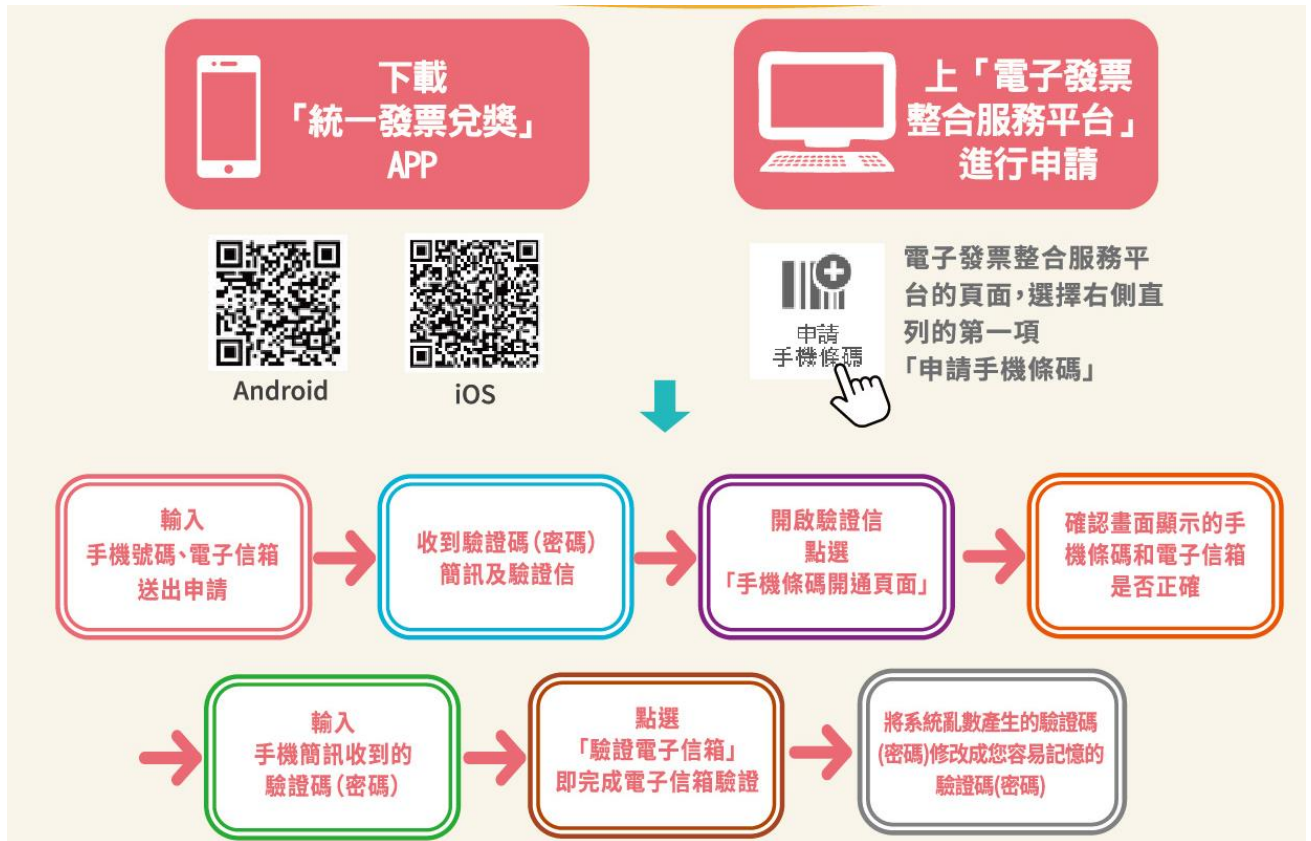 下載
「統一發票兌獎」
APP
上「電子發票
整合服務平台」
進行申請
Android
iOS
申請
手機條碼
電子發票整合服務平
台的頁面,選擇右側直
列的第一項
「申請手機條碼」
輸入
手機號碼、電子信箱
送出申請
收到驗證碼(密碼)
簡訊及驗證信
開啟驗證信
點選
「手機條碼開通頁面」
確認畫面顯示的手
機條碼和電子信箱
是否正確
輸入
手機簡訊收到的
驗證碼(密碼)
點選
「驗證電子信箱」
即完成電子信箱驗證
將系統亂數產生的驗證碼
(密碼)修改成您容易記憶的
驗證碼(密碼)